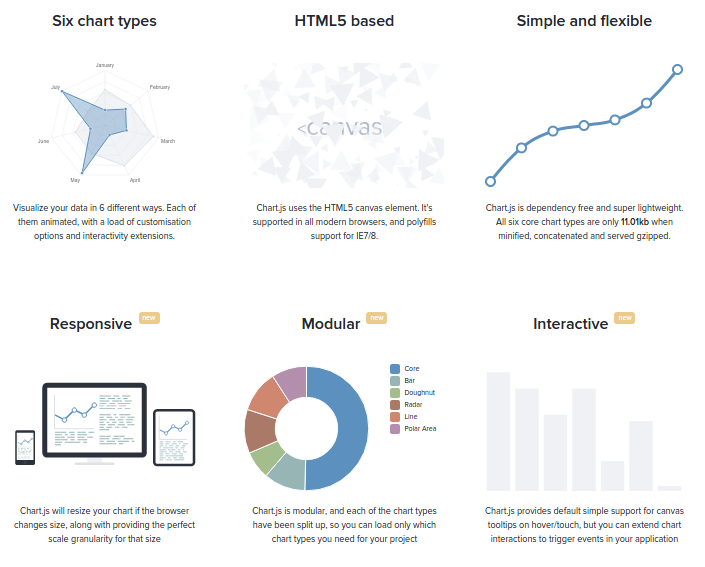 Six chart types
January
February
March
April
May
June
July
Visualize your data in 6 different ways. Each of
them animated, with a load of customisation
options and interactivity extensions.
HTML5 based
<canvas
Chart.js uses the HTML5 canvas element. It's
supported in all modern browsers, and polyfills
support for IE7/8.
Simple and flexible
Chart.js is dependency free and super lightweight.
All six core chart types are only 11.01kb when
minified, concatenated and served gzipped.
Responsive new
Chart.js will resize your chart if the browser
changes size, along with providing the perfect
scale granularity for that size
Modular new
Core
Bar
Doughnut
Radar
Line
Polar Area
Chart.js is modular, and each of the chart types
have been split up, so you can load only which
chart types you need for your project
Interactive new
Chart.js provides default simple support for canvas
tooltips on hover/touch, but you can extend chart
interactions to trigger events in your application